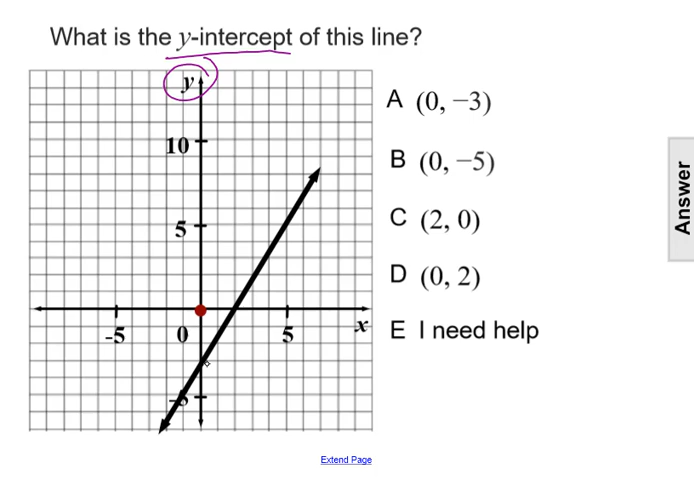 What is the y-intercept of this line?
y
A (0, −3)
10
B (0, −5)
Answer
C (2, 0)
5
D (0, 2)
-5 0 5 x
E I need help
Extend Page